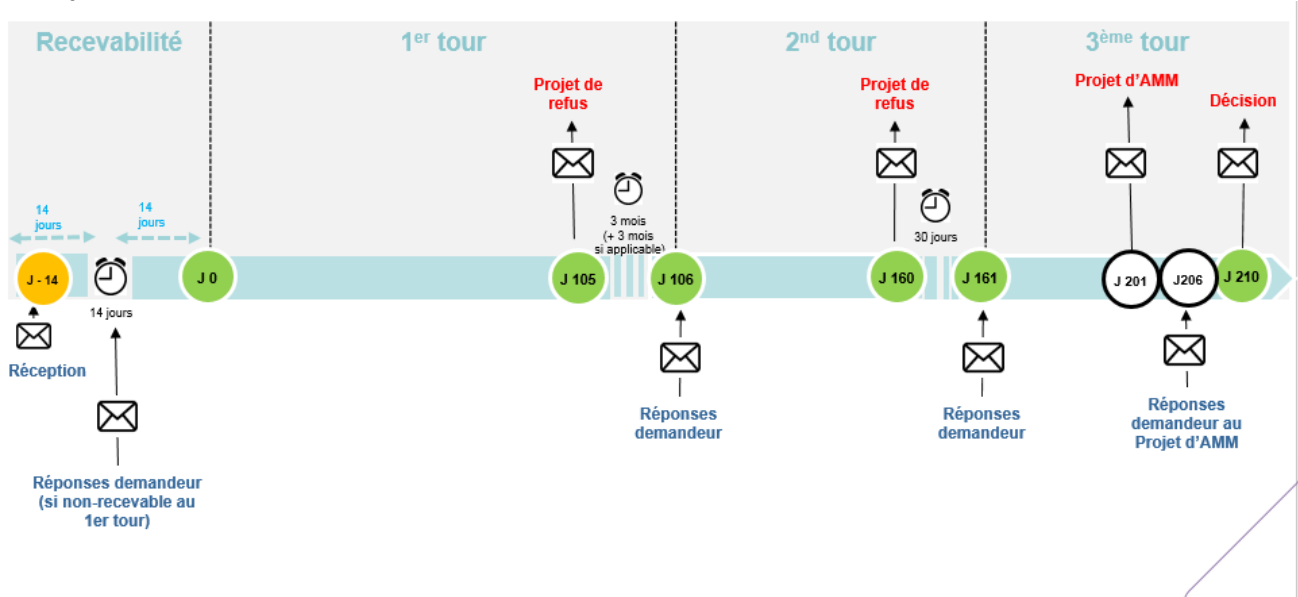 Recevabilité
1er tour
2nd tour
3ème tour
Projet de
refus
Projet de
refus
Projet d'AMM
Décision
14
jours
14
jours
3 mois
(+ 3 mois
si applicable)
30 jours
J - 14
J 0
J 105
J 106
J 160
J 161
J 201
J206
J 210
14 jours
Réception
Réponses demandeur
(si non-recevable au
1er tour)
Réponses
demandeur
Réponses
demandeur
Réponses
demandeur au
Projet d'AMM